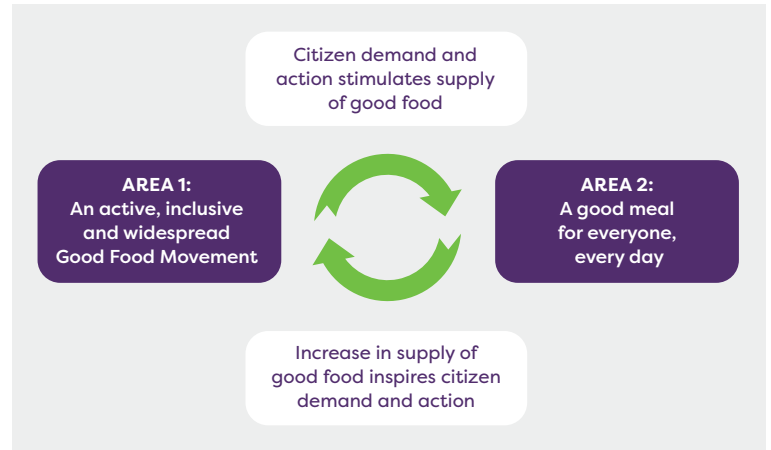 Citizen demand and
action stimulates supply
of good food
AREA 1:
An active, inclusive
and widespread
Good Food Movement
AREA 2:
A good meal
for everyone,
every day
Increase in supply of
good food inspires citizen
demand and action